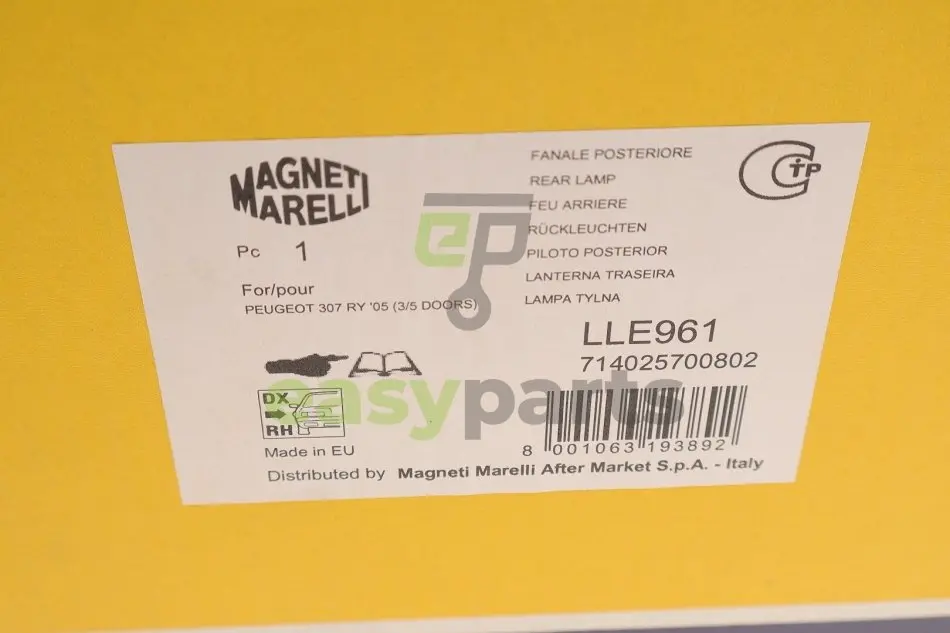 MAGNETI
MARELLI
Pc 1
For/pour
PEUGEOT 307 RY '05 (3/5 DOORS)
FANALE POSTERIORE
REAR LAMP
FEU ARRIERE
RÜCKLEUCHTEN
PILOTO POSTERIOR
LANTERNA TRASEIRA
LAMPA TYLNA
CTP
ep
LLE961
714025700802
easyparts
DX
RH
8 001063 193892
Made in EU
Distributed by Magneti Marelli After Market S.p.A. - Italy